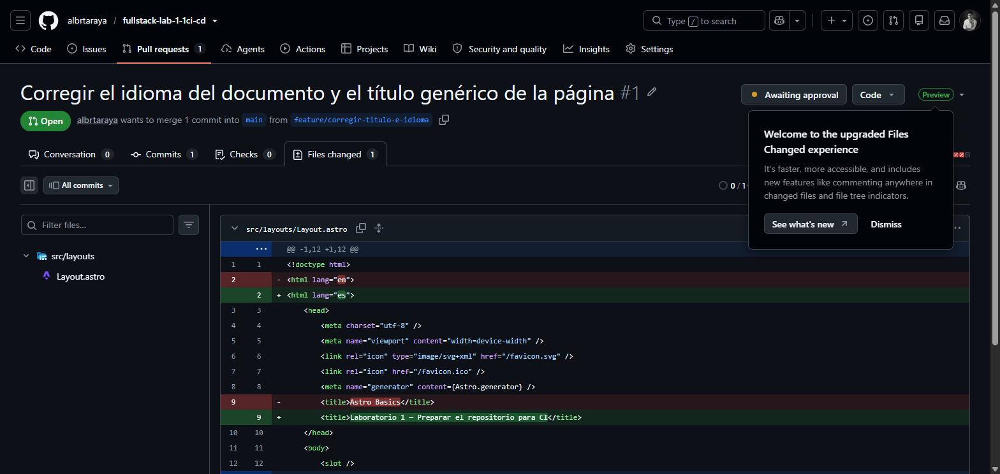 albrtaraya / fullstack-lab-1-1ci-cd
Type / to search
Code Issues Pull requests 1 Agents Actions Projects Wiki Security and quality Insights Settings
Corregir el idioma del documento y el título genérico de la página #1
Awaiting approval Code Preview
Open albrtaraya wants to merge 1 commit into main from feature/corregir-titulo-e-idioma
Conversation 0 Commits 1 Checks 0 Files changed 1
All commits
0 / 1
Welcome to the upgraded Files
Changed experience
It's faster, more accessible, and includes
new features like commenting anywhere in
changed files and file tree indicators.
See what's new Dismiss
Filter files...
src/layouts
Layout.astro
src/layouts/Layout.astro
@@ -1,12 +1,12 @@
1 1 <!doctype html>
2 - <html lang="en">
2 + <html lang="es">
3 3 <head>
4 4 <meta charset="utf-8" />
5 5 <meta name="viewport" content="width=device-width" />
6 6 <link rel="icon" type="image/svg+xml" href="/favicon.svg" />
7 7 <link rel="icon" href="/favicon.ico" />
8 8 <meta name="generator" content={Astro.generator} />
9 - <title>Astro Basics</title>
9 + <title>Laboratorio 1 — Preparar el repositorio para CI</title>
10 10 </head>
11 11 <body>
12 12 <slot />